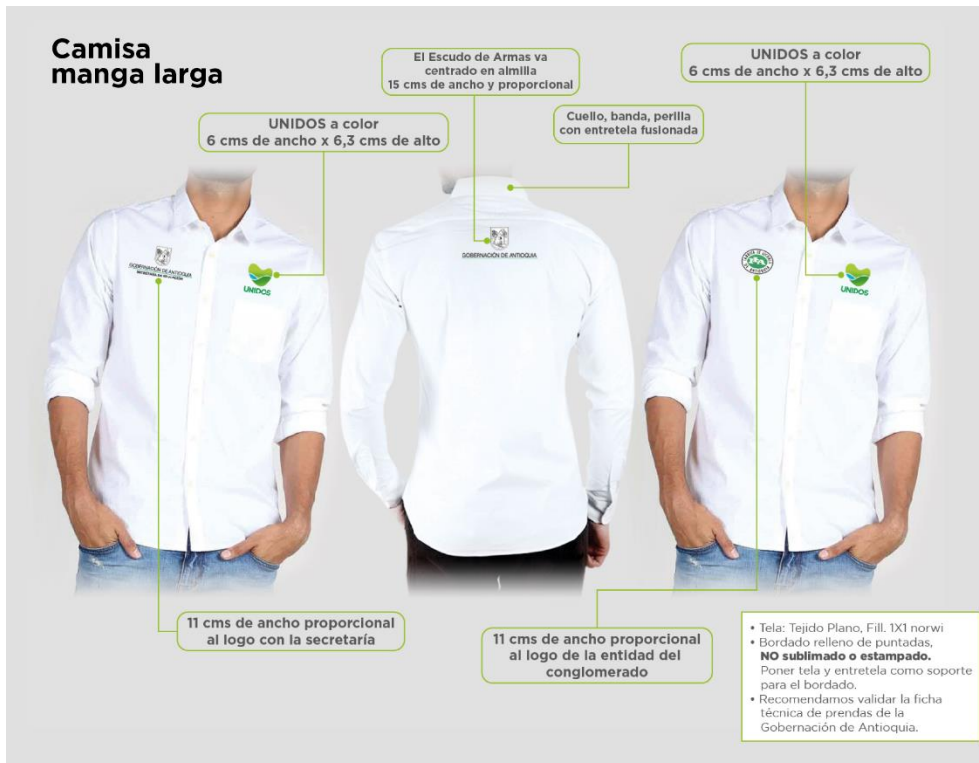 Camisa
manga larga
El Escudo de Armas va
centrado en almilla
15 cms de ancho y proporcional
UNIDOS a color
6 cms de ancho x 6,3 cms de alto
Cuello, banda, perilla
con entretela fusionada
UNIDOS a color
6 cms de ancho x 6,3 cms de alto
GOBERNACIÓN DE ANTIOQUIA
UNIDOS
GOBERNACIÓN DE ANTIOQUIA
UNIDOS
11 cms de ancho proporcional
al logo con la secretaría
11 cms de ancho proporcional
al logo de la entidad del
conglomerado
• Tela: Tejido Plano, Fill. 1X1 norwi
• Bordado relleno de puntadas,
NO sublimado o estampado.
Poner tela y entretela como soporte
para el bordado.
• Recomendamos validar la ficha
técnica de prendas de la
Gobernación de Antioquia.